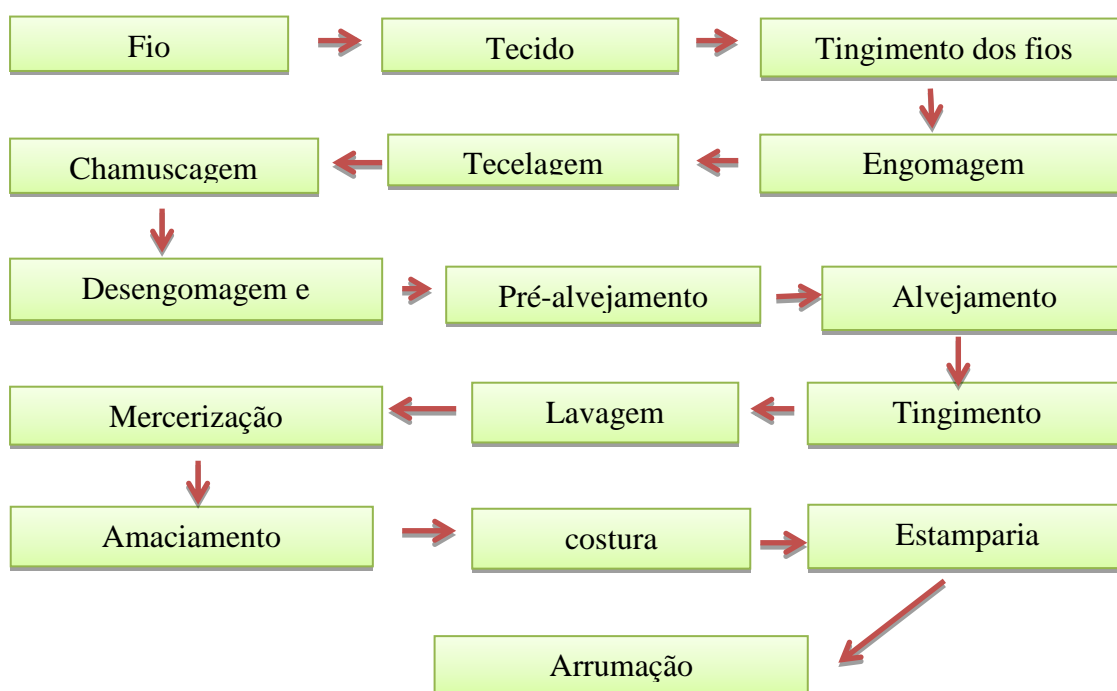 Fio
Tecido
Tingimento dos fios
Engomagem
Tecelagem
Chamuscagem
Desengomagem e
Pré-alvejamento
Alvejamento
Tingimento
Lavagem
Mercerização
Amaciamento
costura
Estamparia
Arrumação